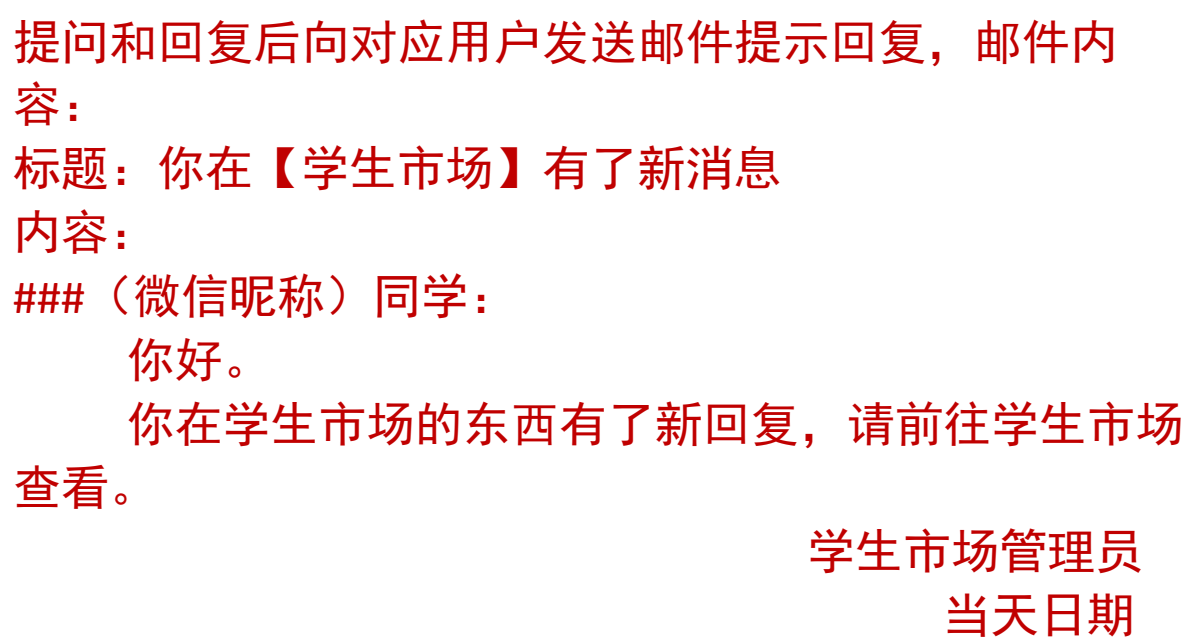 提问和回复后向对应用户发送邮件提示回复，邮件内
容：
标题：你在【学生市场】有了新消息
内容：
###（微信昵称）同学：
你好。
你在学生市场的东西有了新回复，请前往学生市场
查看。
学生市场管理员
当天日期